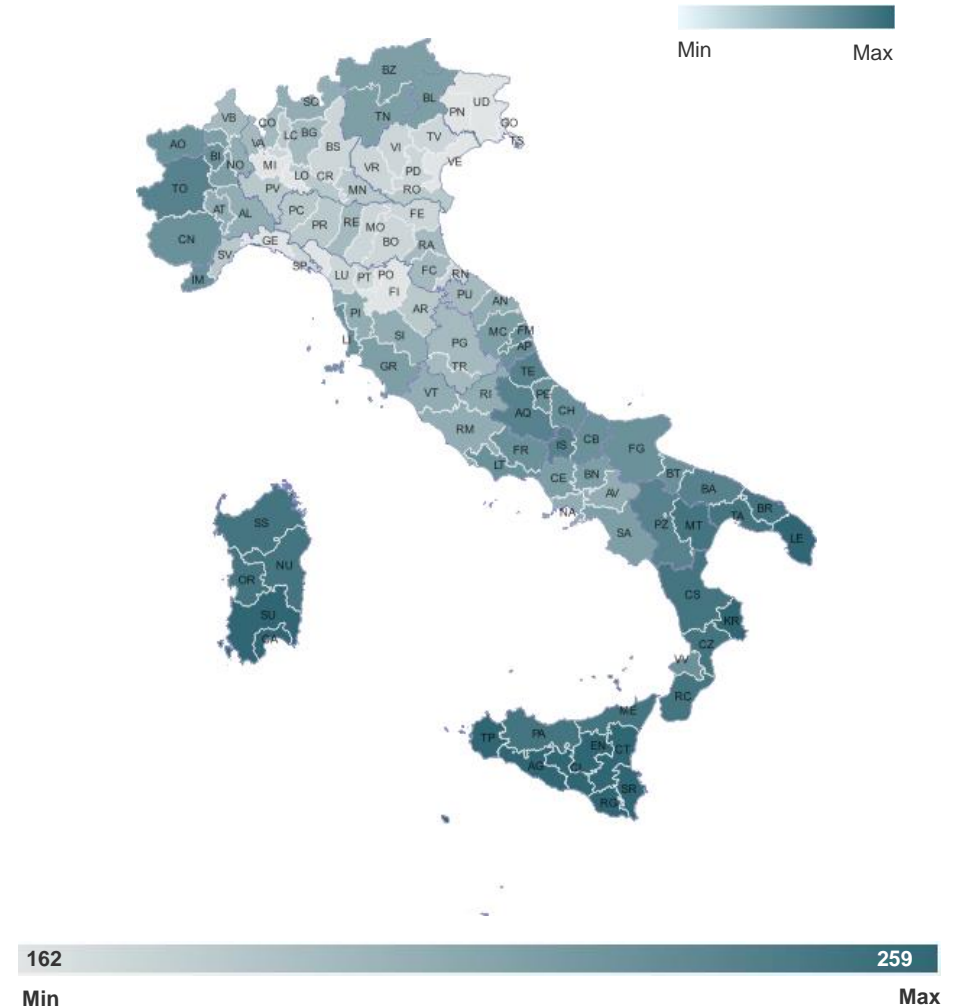 Min Max
BZ
SO
BL
TN
UD
PN
VB
CO
LC
BG
GO
TS
VA
BS
VI
TV
AO
BI
NO
MI
VR
PD
VE
LO
CR
TO
PV
MN
RO
AT
AL
PC
PR
RE
MO
FE
CN
GE
BO
RA
SV
SP
LU
PT
PO
FC
RN
IM
FI
PU
PI
AR
AN
LI
SI
PG
MC
FM
AP
GR
TR
TE
VT
RI
PE
AQ
CH
RM
FR
IS
CB
FG
LT
CE
BN
BT
AV
BA
NA
BR
SS
SA
PZ
MT
TA
LE
NU
OR
CS
SU
KR
CA
CZ
VV
RC
ME
TP
PA
EN
CT
AG
CL
SR
RG
162 259
Min Max